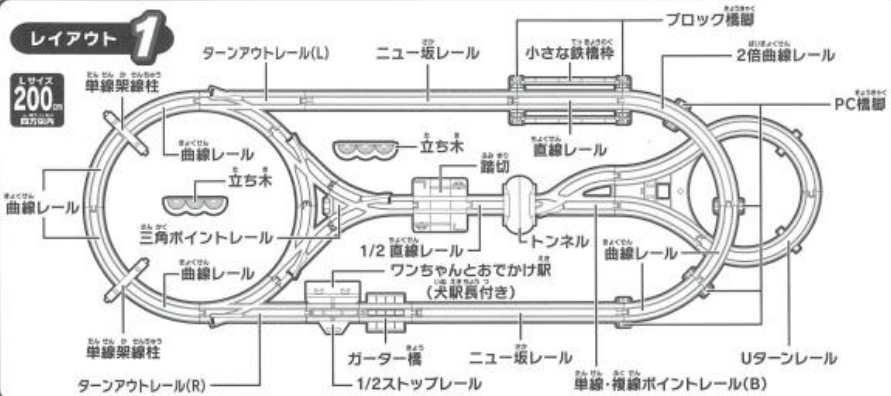 レイアウト1
Lサイズ
200cm
四方以内
単線架線柱
ターンアウトレール(L)
ニュー坂レール
小さな鉄橋枠
ブロック橋脚
2倍曲線レール
PC橋脚
曲線レール
立ち木
踏切
直線レール
立ち木
曲線レール
三角ポイントレール
1/2 直線レール
トンネル
曲線レール
曲線レール
ワンちゃんとおでかけ駅
(犬駅長付き)
単線架線柱
ガーター橋
ニュー坂レール
Uターンレール
ターンアウトレール(R)
1/2ストップレール
単線・複線ポイントレール(B)